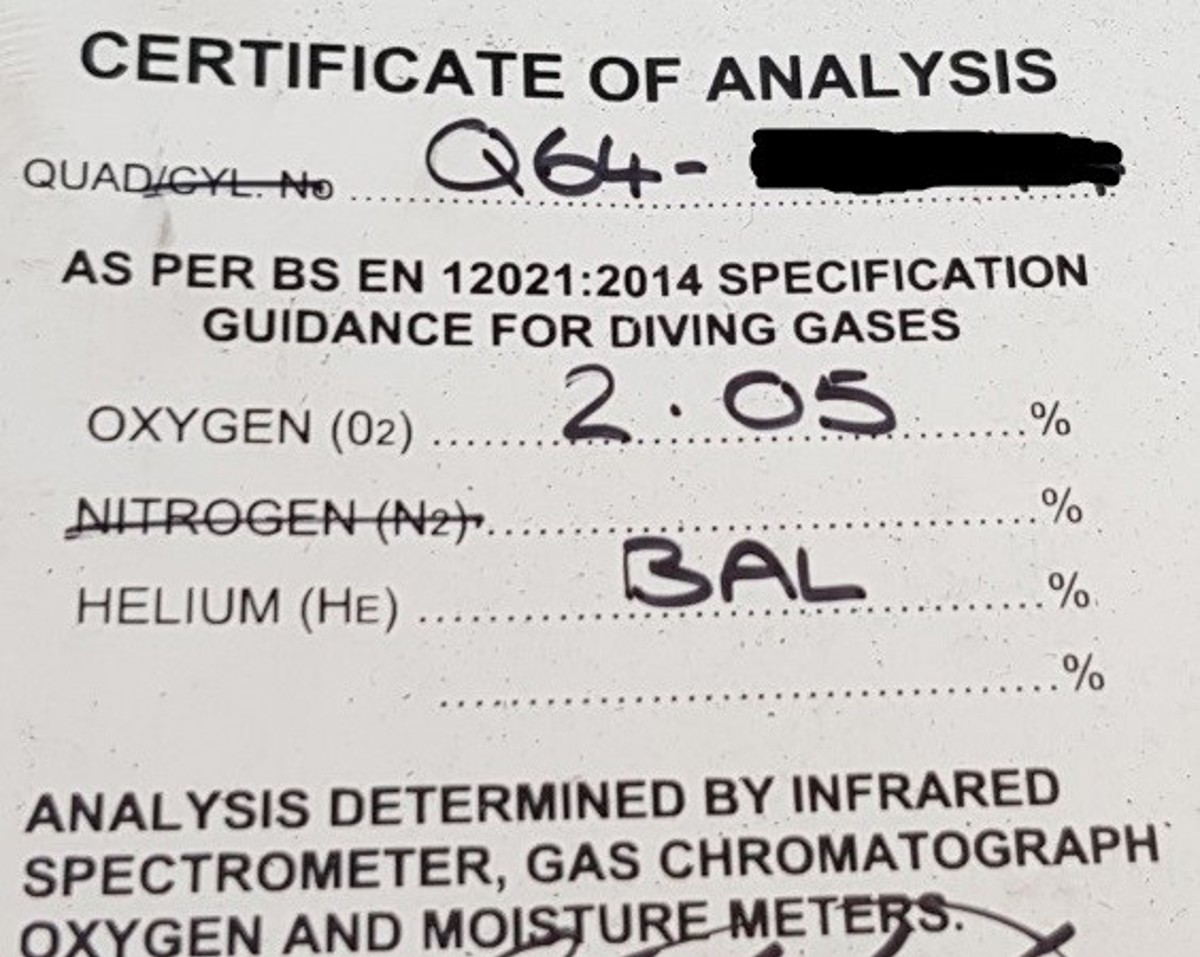 CERTIFICATE OF ANALYSIS
QUAD/CYL. No Q64-
AS PER BS EN 12021:2014 SPECIFICATION
GUIDANCE FOR DIVING GASES
OXYGEN (02) 2.05 %
NITROGEN (N2) %
HELIUM (HE) BAL %
%
ANALYSIS DETERMINED BY INFRARED
SPECTROMETER, GAS CHROMATOGRAPH
OXYGEN AND MOISTURE METERS.